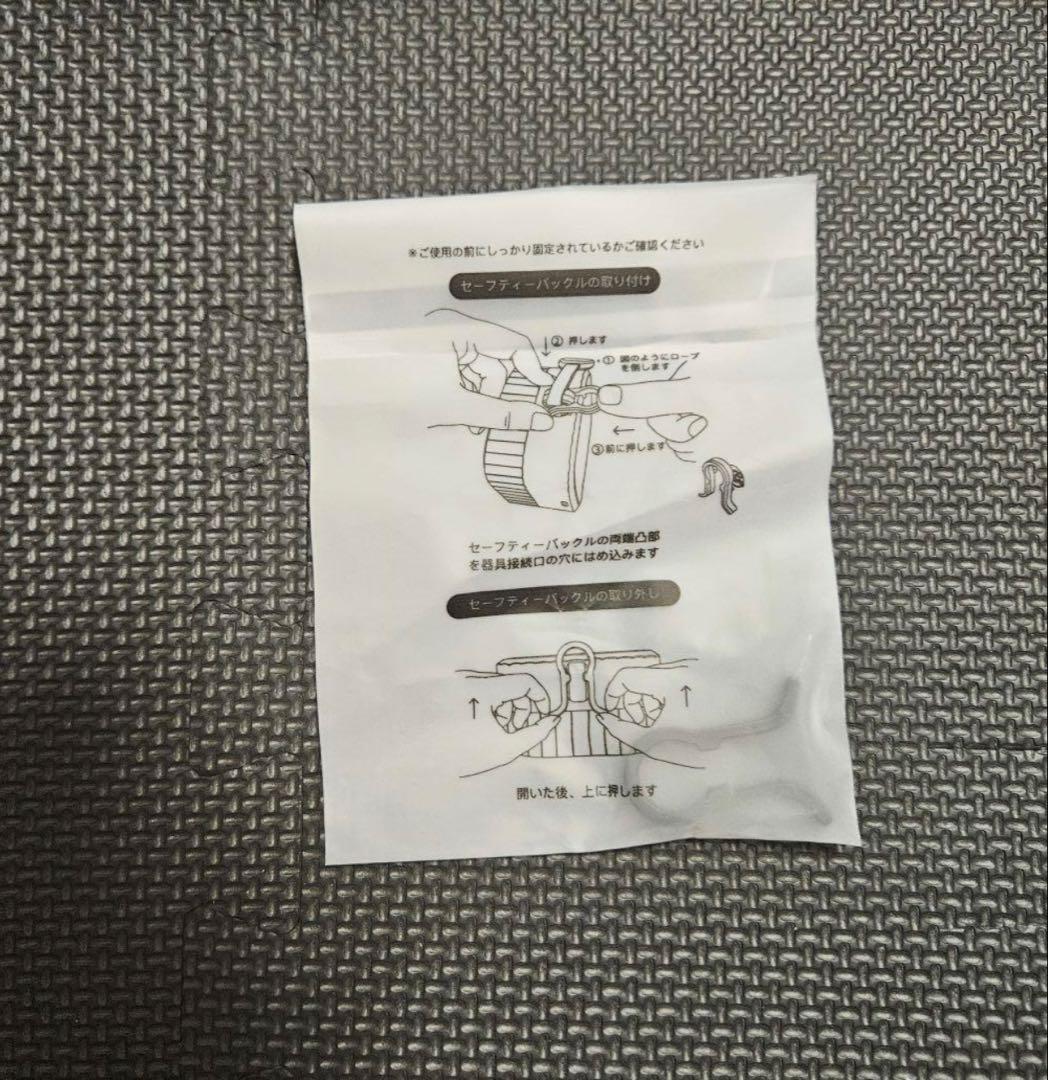 ※ご使用の前にしっかり固定されているかご確認ください
セーフティーバックルの取り付け
② 押します
① 図のようにロープ
を倒します
③前に押します
セーフティーバックルの両端凸部
を器具接続口の穴にはめ込みます
セーフティーバックルの取り外し
開いた後、上に押します